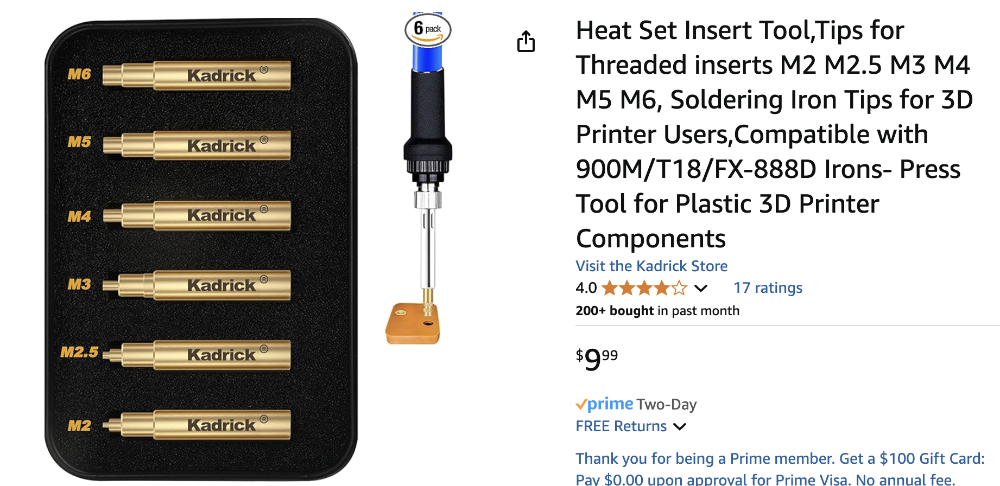 M6 Kadrick®
M5 Kadrick®
M4 Kadrick®
M3 Kadrick®
M2.5 Kadrick®
M2 Kadrick®
6 pack
Heat Set Insert Tool,Tips for
Threaded inserts M2 M2.5 M3 M4
M5 M6, Soldering Iron Tips for 3D
Printer Users,Compatible with
900M/T18/FX-888D Irons- Press
Tool for Plastic 3D Printer
Components
Visit the Kadrick Store
4.0 17 ratings
200+ bought in past month
$9 99
prime Two-Day
FREE Returns
Thank you for being a Prime member. Get a $100 Gift Card:
Pay $0.00 upon approval for Prime Visa. No annual fee.